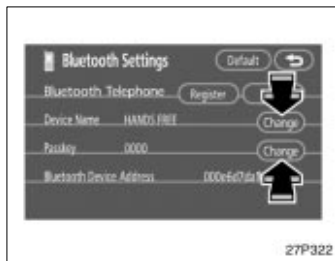 Bluetooth Settings Default
Bluetooth Telephone Register
Device Name HANDS FREE Change
Passkey 0000 Change
Bluetooth Device Address
27P322